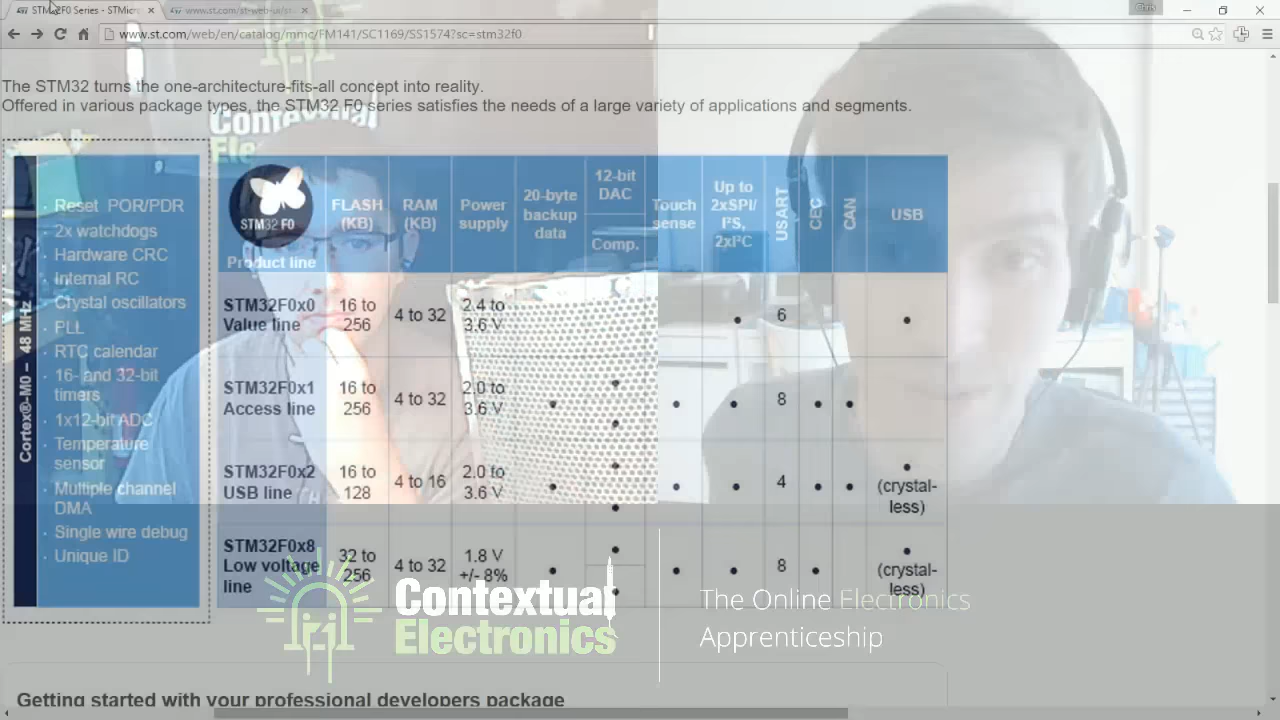 STM32F0 Series - STMicr
www.st.com/st-web-ui/st
Chris
www.st.com/web/en/catalog/mmc/FM141/SC1169/SS1574?sc=stm32f0
The STM32 turns the one-architecture-fits-all concept into reality.
Offered in various package types, the STM32 F0 series satisfies the needs of a large variety of applications and segments.
Contextual
Ele
Cortex®-M0 – 48 MHz
· Reset POR/PDR
· 2x watchdogs
· Hardware CRC
· Internal RC
· Crystal oscillators
· PLL
· RTC calendar
· 16- and 32-bit
timers
· 1x12-bit ADC
· Temperature
sensor
· Multiple channel
DMA
· Single wire debug
· Unique ID
STM32 F0
Product line
FLASH
(KB)
RAM
(KB)
Power
supply
20-byte
backup
data
12-bit
DAC
Comp.
Touch
sense
Up to
2xSPI/
I²S,
2xI²C
USART
CEC
CAN
USB
STM32F0x0
Value line
16 to
256
4 to 32
2.4 to
3.6 V
•
6
•
STM32F0x1
Access line
16 to
256
4 to 32
2.0 to
3.6 V
•
•
•
•
•
8
•
•
STM32F0x2
USB line
16 to
128
4 to 16
2.0 to
3.6 V
•
•
•
•
•
4
•
•
•
(crystal-
less)
STM32F0x8
Low voltage
line
32 to
256
4 to 32
1.8 V
+/- 8%
•
•
•
•
•
8
•
•
(crystal-
less)
Contextual
Electronics
The Online Electronics
Apprenticeship
Getting started with your professional developers package